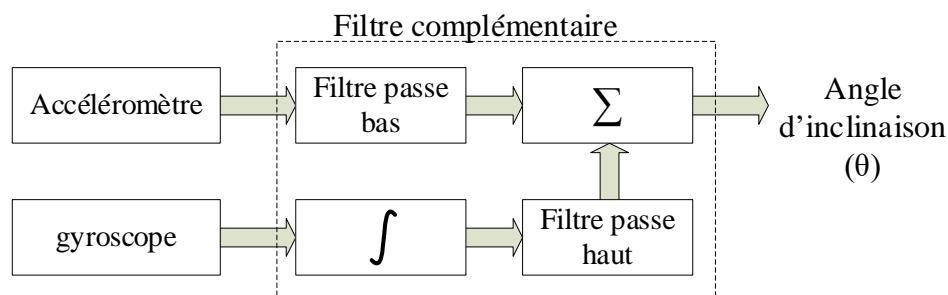 Filtre complémentaire
Accéléromètre
Filtre passe
bas
∑
Angle
d'inclinaison
(θ)
gyroscope
∫
Filtre passe
haut